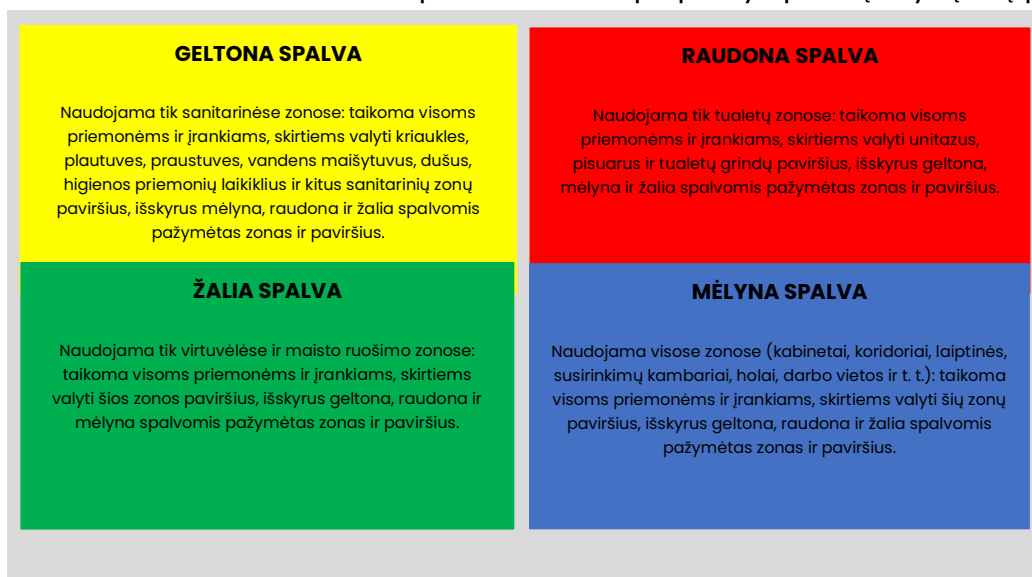 GELTONA SPALVA
Naudojama tik sanitarinėse zonose: taikoma visoms
priemonėms ir įrankiams, skirtiems valyti kriaukles,
plautuves, praustuves, vandens maišytuvus, dušus,
higienos priemonių laikiklius ir kitus sanitarinių zonų
paviršius, išskyrus mėlyna, raudona ir žalia spalvomis
pažymėtas zonas ir paviršius.
RAUDONA SPALVA
Naudojama tik tualetų zonose: taikoma visoms
priemonėms ir įrankiams, skirtiems valyti unitazus,
pisuarus ir tualetų grindų paviršius, išskyrus geltona,
mėlyna ir žalia spalvomis pažymėtas zonas ir paviršius.
ŽALIA SPALVA
Naudojama tik virtuvėlėse ir maisto ruošimo zonose:
taikoma visoms priemonėms ir įrankiams, skirtiems
valyti šios zonos paviršius, išskyrus geltona, raudona ir
mėlyna spalvomis pažymėtas zonas ir paviršius.
MĖLYNA SPALVA
Naudojama visose zonose (kabinetai, koridoriai, laiptinės,
susirinkimų kambariai, holai, darbo vietos ir t. t.): taikoma
visoms priemonėms ir įrankiams, skirtiems valyti šių zonų
paviršius, išskyrus geltona, raudona ir žalia spalvomis
pažymėtas zonas ir paviršius.